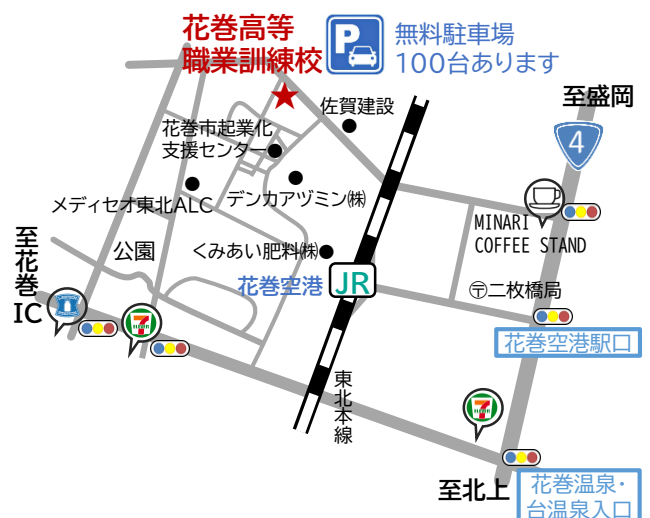 花巻高等
職業訓練校
P
無料駐車場
100台あります
至盛岡
4
佐賀建設
花巻市起業化
支援センター
メディセオ東北ALC
デンカアヅミン㈱
MINARI
COFFEE STAND
至花巻
IC
公園
くみあい肥料㈱
花巻空港
JR
〶二枚橋局
花巻空港駅口
7
東北本線
7
至北上
花巻温泉・
台温泉入口